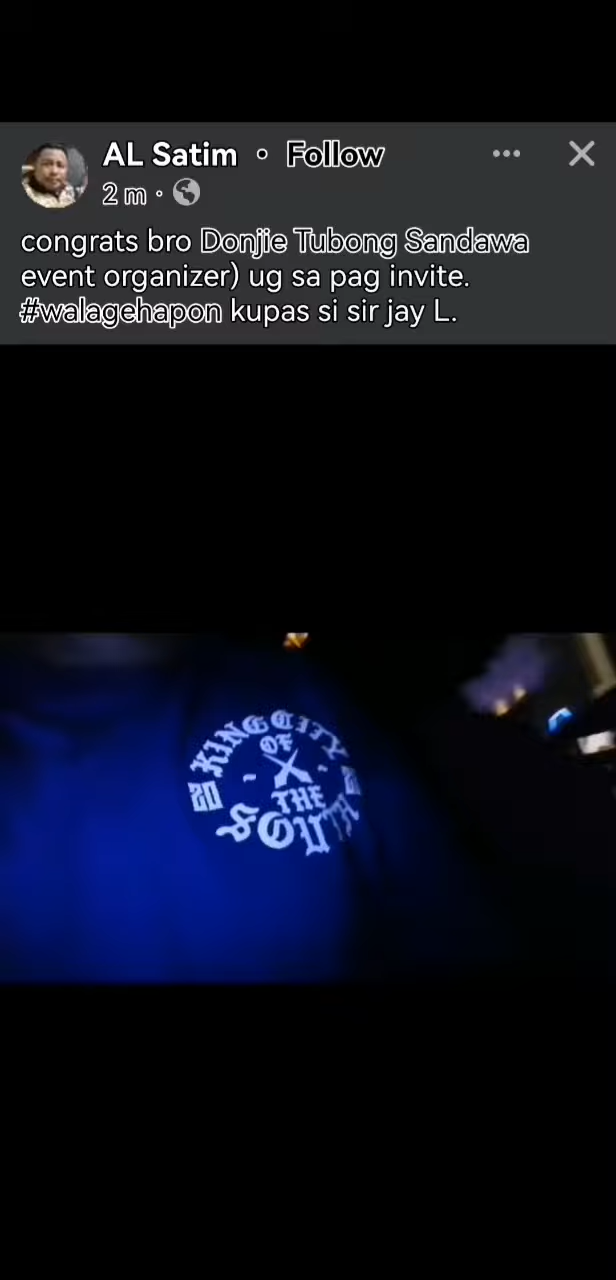 AL Satim • Follow
2 m •
congrats bro Donjie Tubong Sandawa
event organizer) ug sa pag invite.
#walagehapon kupas si sir jay L.
KING CITY
OF
20
THE
SOUTH